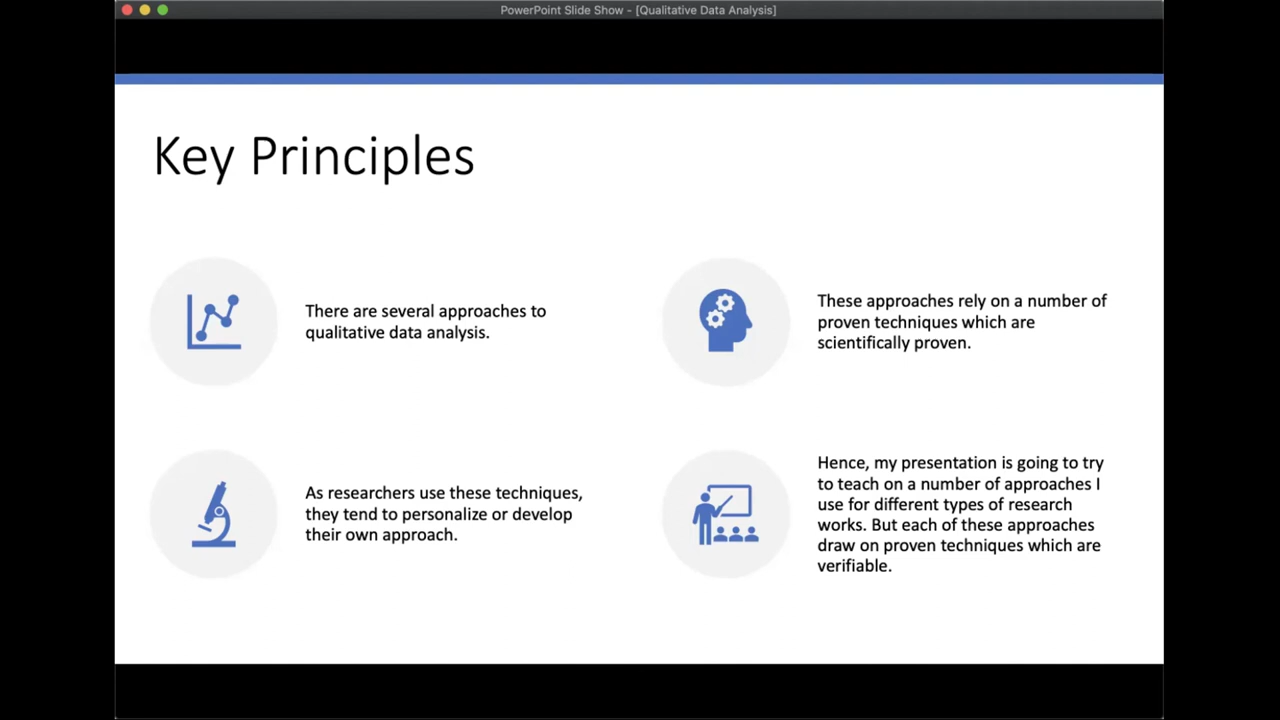 PowerPoint Slide Show - [Qualitative Data Analysis]
Key Principles
There are several approaches to
qualitative data analysis.
These approaches rely on a number of
proven techniques which are
scientifically proven.
As researchers use these techniques,
they tend to personalize or develop
their own approach.
Hence, my presentation is going to try
to teach on a number of approaches I
use for different types of research
works. But each of these approaches
draw on proven techniques which are
verifiable.